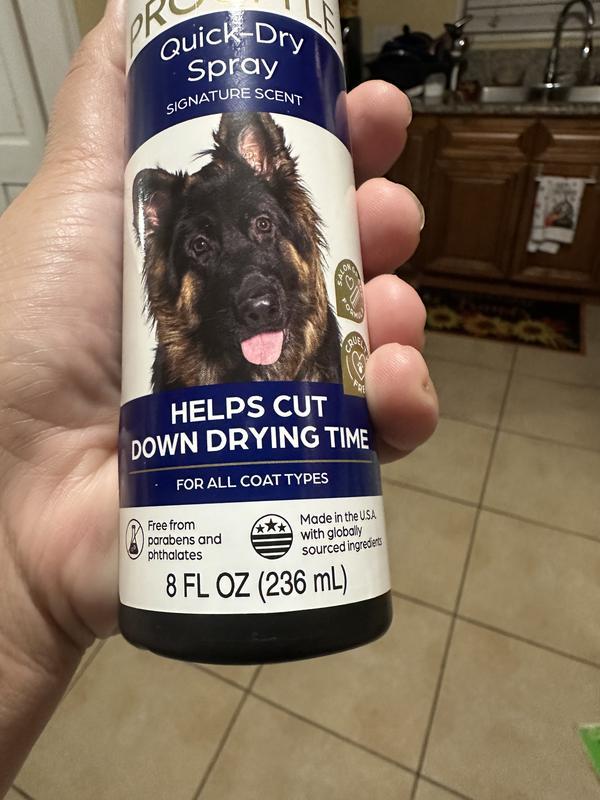 PROSTYLE
Quick-Dry
Spray
SIGNATURE SCENT
HELPS CUT
DOWN DRYING TIME
FOR ALL COAT TYPES
Free from
parabens and
phthalates
Made in the U.S.A.
with globally
sourced ingredients
8 FL OZ (236 mL)